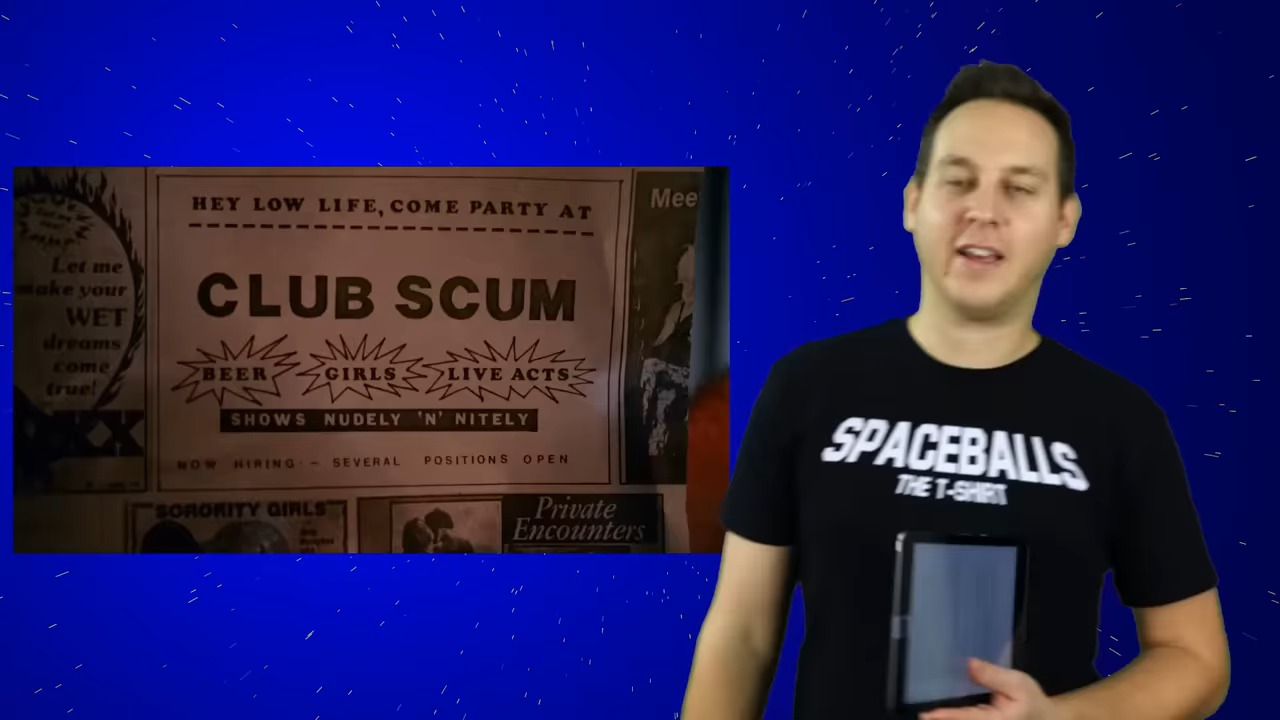 Let me
make your
WET
dreams
come
true!
HEY LOW LIFE, COME PARTY AT
CLUB SCUM
BEER GIRLS LIVE ACTS
SHOWS NUDELY 'N' NITELY
NOW HIRING - SEVERAL POSITIONS OPEN
Mee
SORORITY GIRLS
Private
Encounters
SPACEBALLS
THE T-SHIRT